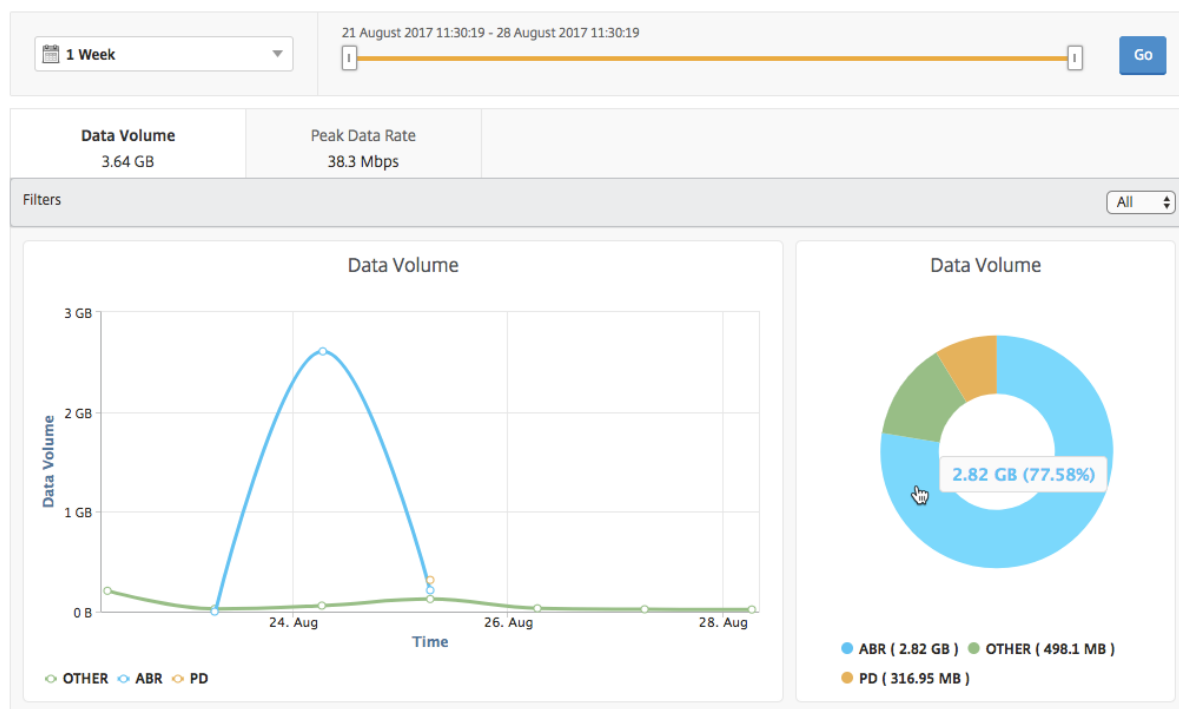 21 August 2017 11:30:19 - 28 August 2017 11:30:19
1 Week
Go
Data Volume
3.64 GB
Peak Data Rate
38.3 Mbps
Filters
All
Data Volume
3 GB
2 GB
1 GB
0 B
Data Volume
24. Aug
26. Aug
28. Aug
Time
OTHER ABR PD
Data Volume
2.82 GB (77.58%)
ABR ( 2.82 GB ) OTHER ( 498.1 MB )
PD ( 316.95 MB )